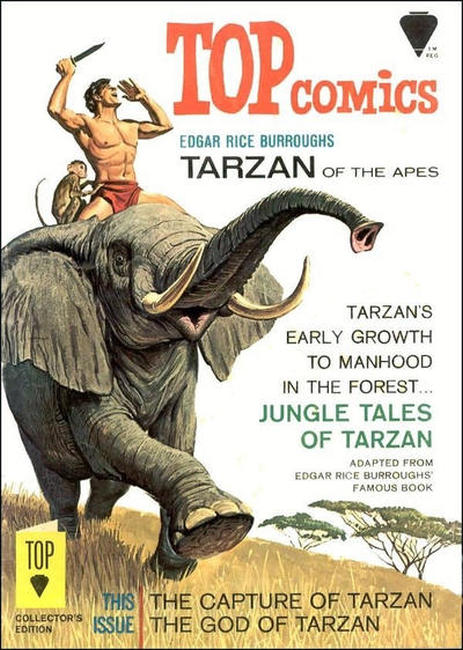 TOP comics
T.M.
REG
EDGAR RICE BURROUGHS
TARZAN OF THE APES
TARZAN'S
EARLY GROWTH
TO MANHOOD
IN THE FOREST...
JUNGLE TALES
OF TARZAN
ADAPTED FROM
EDGAR RICE BURROUGHS'
FAMOUS BOOK
TOP
COLLECTOR'S
EDITION
THIS ISSUE
THE CAPTURE OF TARZAN
THE GOD OF TARZAN